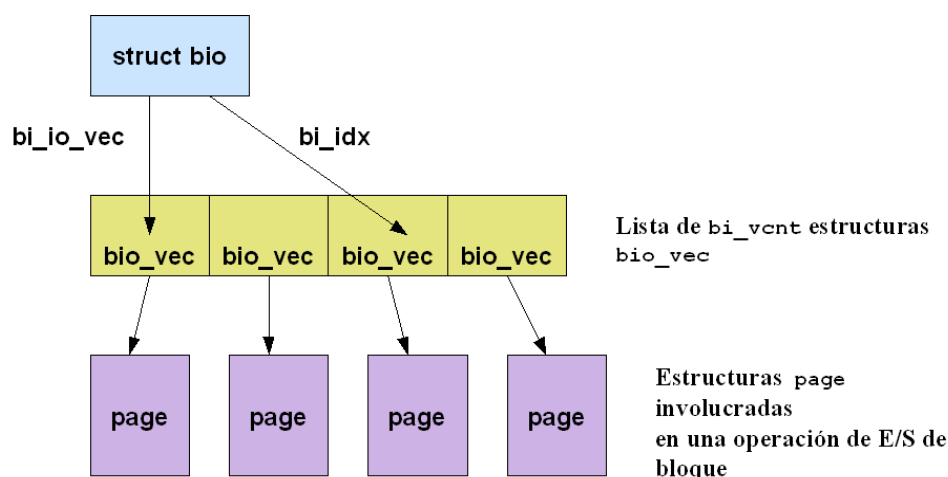 struct bio
bi_io_vec
bi_idx
bio_vec
bio_vec
bio_vec
bio_vec
Lista de bi_vcnt estructuras
bio_vec
page
page
page
page
Estructuras page
involucradas
en una operación de E/S de
bloque